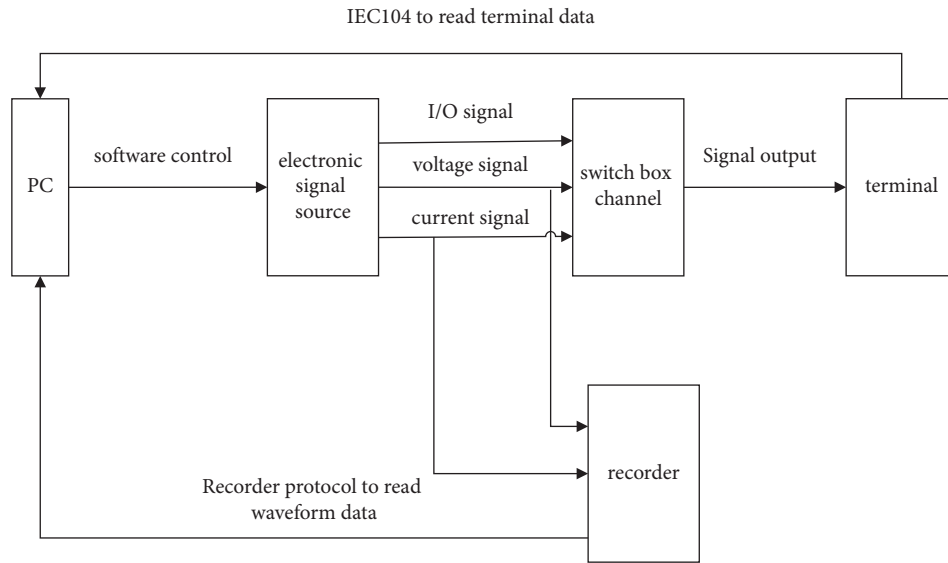 IEC104 to read terminal data
PC
software control
electronic
signal
source
I/O signal
voltage signal
current signal
switch box
channel
Signal output
terminal
recorder
Recorder protocol to read
waveform data